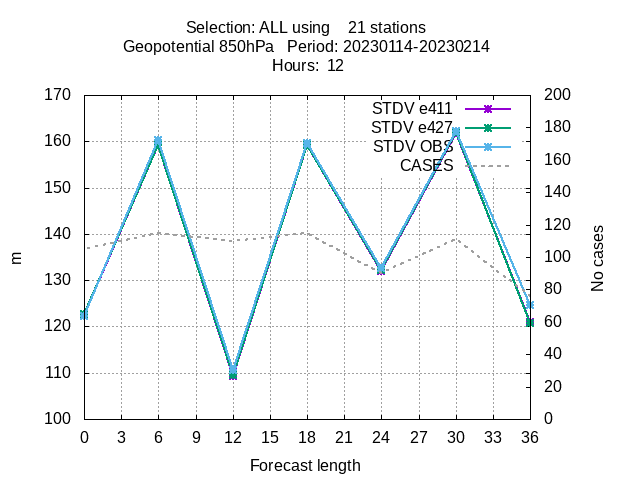 Selection: ALL using    21 stations
Geopotential 850hPa   Period: 20230114-20230214
Hours:  12
170
160
150
140
130
120
110
100
200
180
160
140
120
100
80
60
40
20
0
STDV e411
STDV e427
STDV OBS
CASES
m
No cases
0 3 6 9 12 15 18 21 24 27 30 33 36
Forecast length